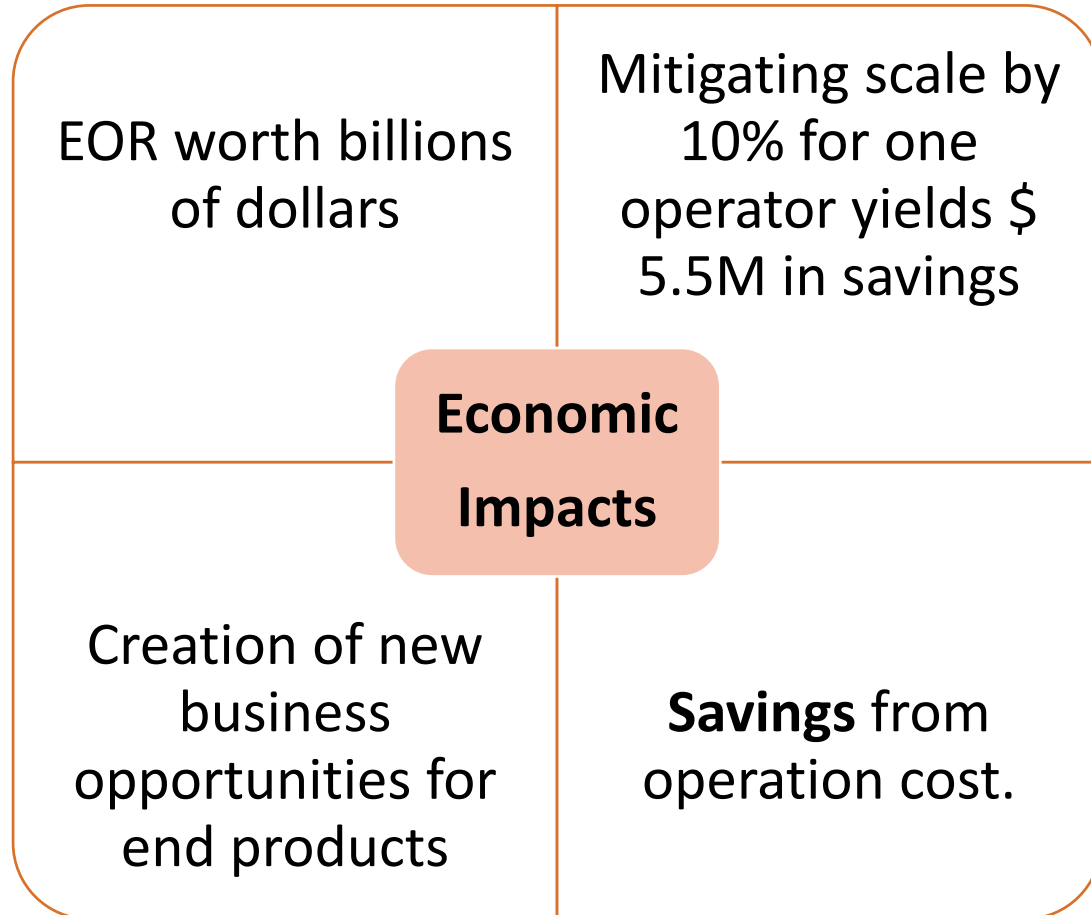 EOR worth billions
of dollars
Mitigating scale by
10% for one
operator yields $
5.5M in savings
Economic
Impacts
Creation of new
business
opportunities for
end products
Savings from
operation cost.